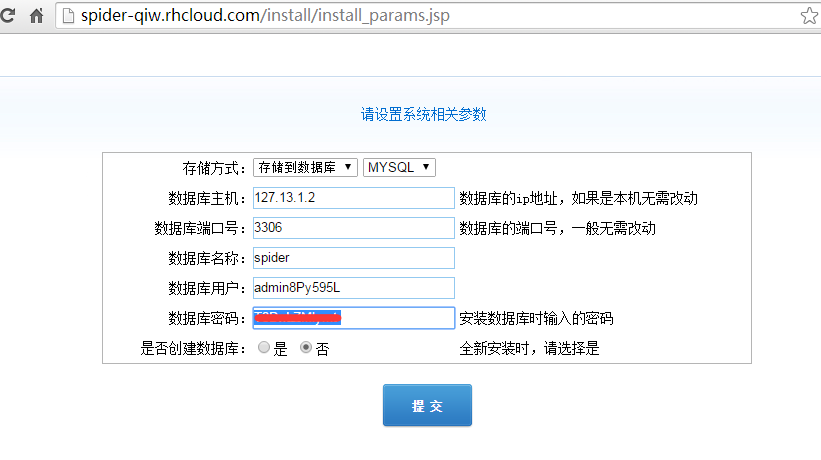 spider-qiw.rhcloud.com/install/install_params.jsp
请设置系统相关参数
存储方式： 存储到数据库 MYSQL
数据库主机： 127.13.1.2 数据库的ip地址，如果是本机无需改动
数据库端口号： 3306 数据库的端口号，一般无需改动
数据库名称： spider
数据库用户： admin8Py595L
数据库密码： 安装数据库时输入的密码
是否创建数据库： 是 否 全新安装时，请选择是
提 交